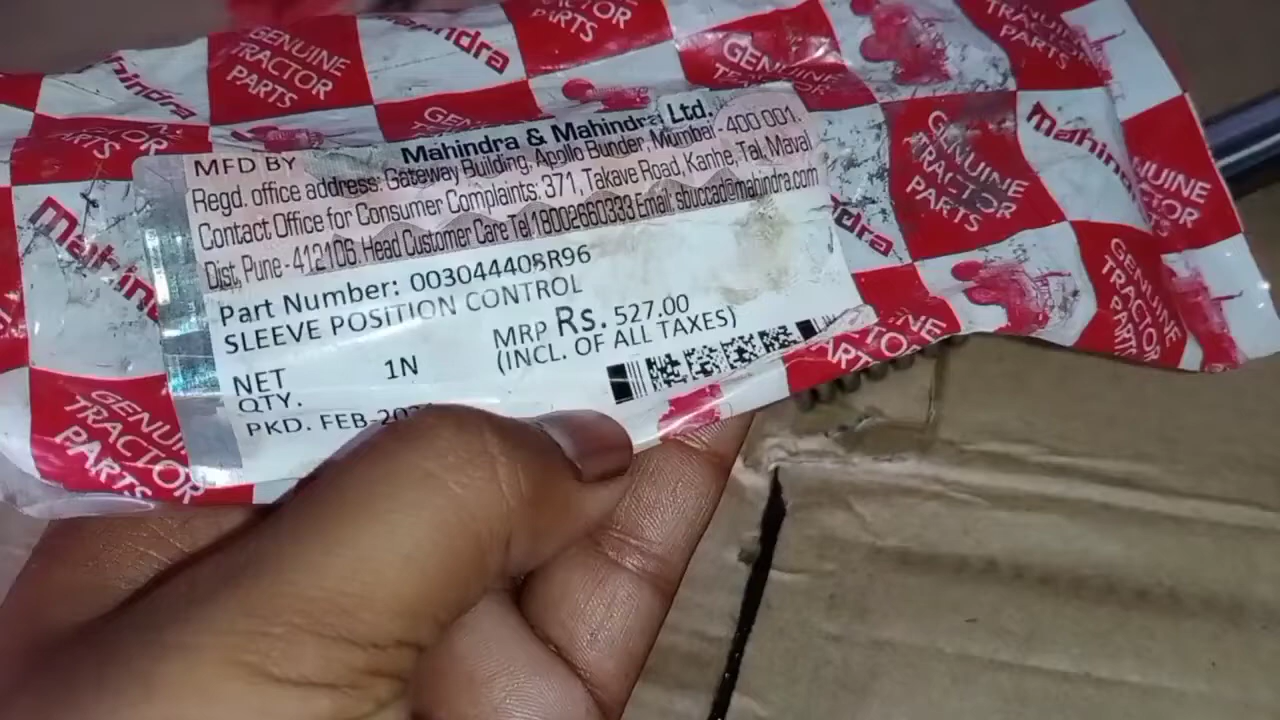 GENUINE
TRACTOR
PARTS
Mahindra
MFD BY
Mahindra & Mahindra Ltd.
Regd. office address: Gateway Building, Apollo Bunder, Mumbai - 400 001.
Contact Office for Consumer Complaints: 371, Takave Road, Kanhe, Tal, Maval
Dist, Pune - 412106. Head Customer Care Tel 18002660333 Email: sbuccad@mahindra.com
Part Number: 003044408R96
SLEEVE POSITION CONTROL
MRP Rs. 527.00
(INCL. OF ALL TAXES)
NET 1N
QTY.
PKD. FEB-